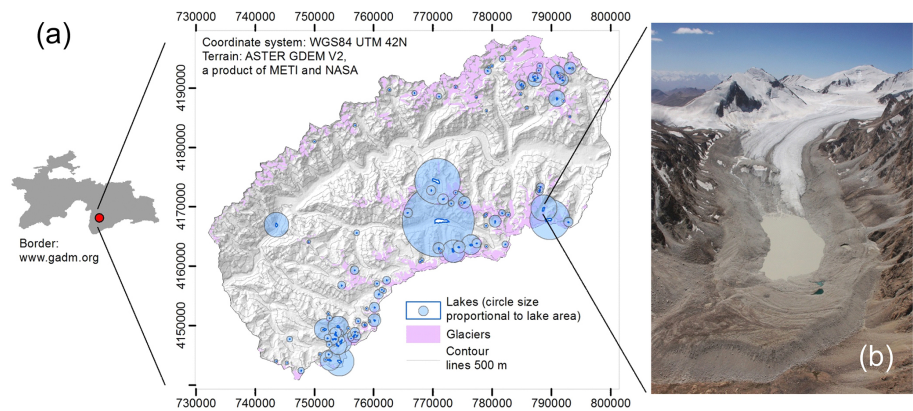 (a)
730000 740000 750000 760000 770000 780000 790000 800000
Coordinate system: WGS84 UTM 42N
Terrain: ASTER GDEM V2,
a product of METI and NASA
4190000
4180000
4170000
4160000
4150000
Border:
www.gadm.org
Lakes (circle size
proportional to lake area)
Glaciers
Contour
lines 500 m
730000 740000 750000 760000 770000 780000 790000 800000
(b)